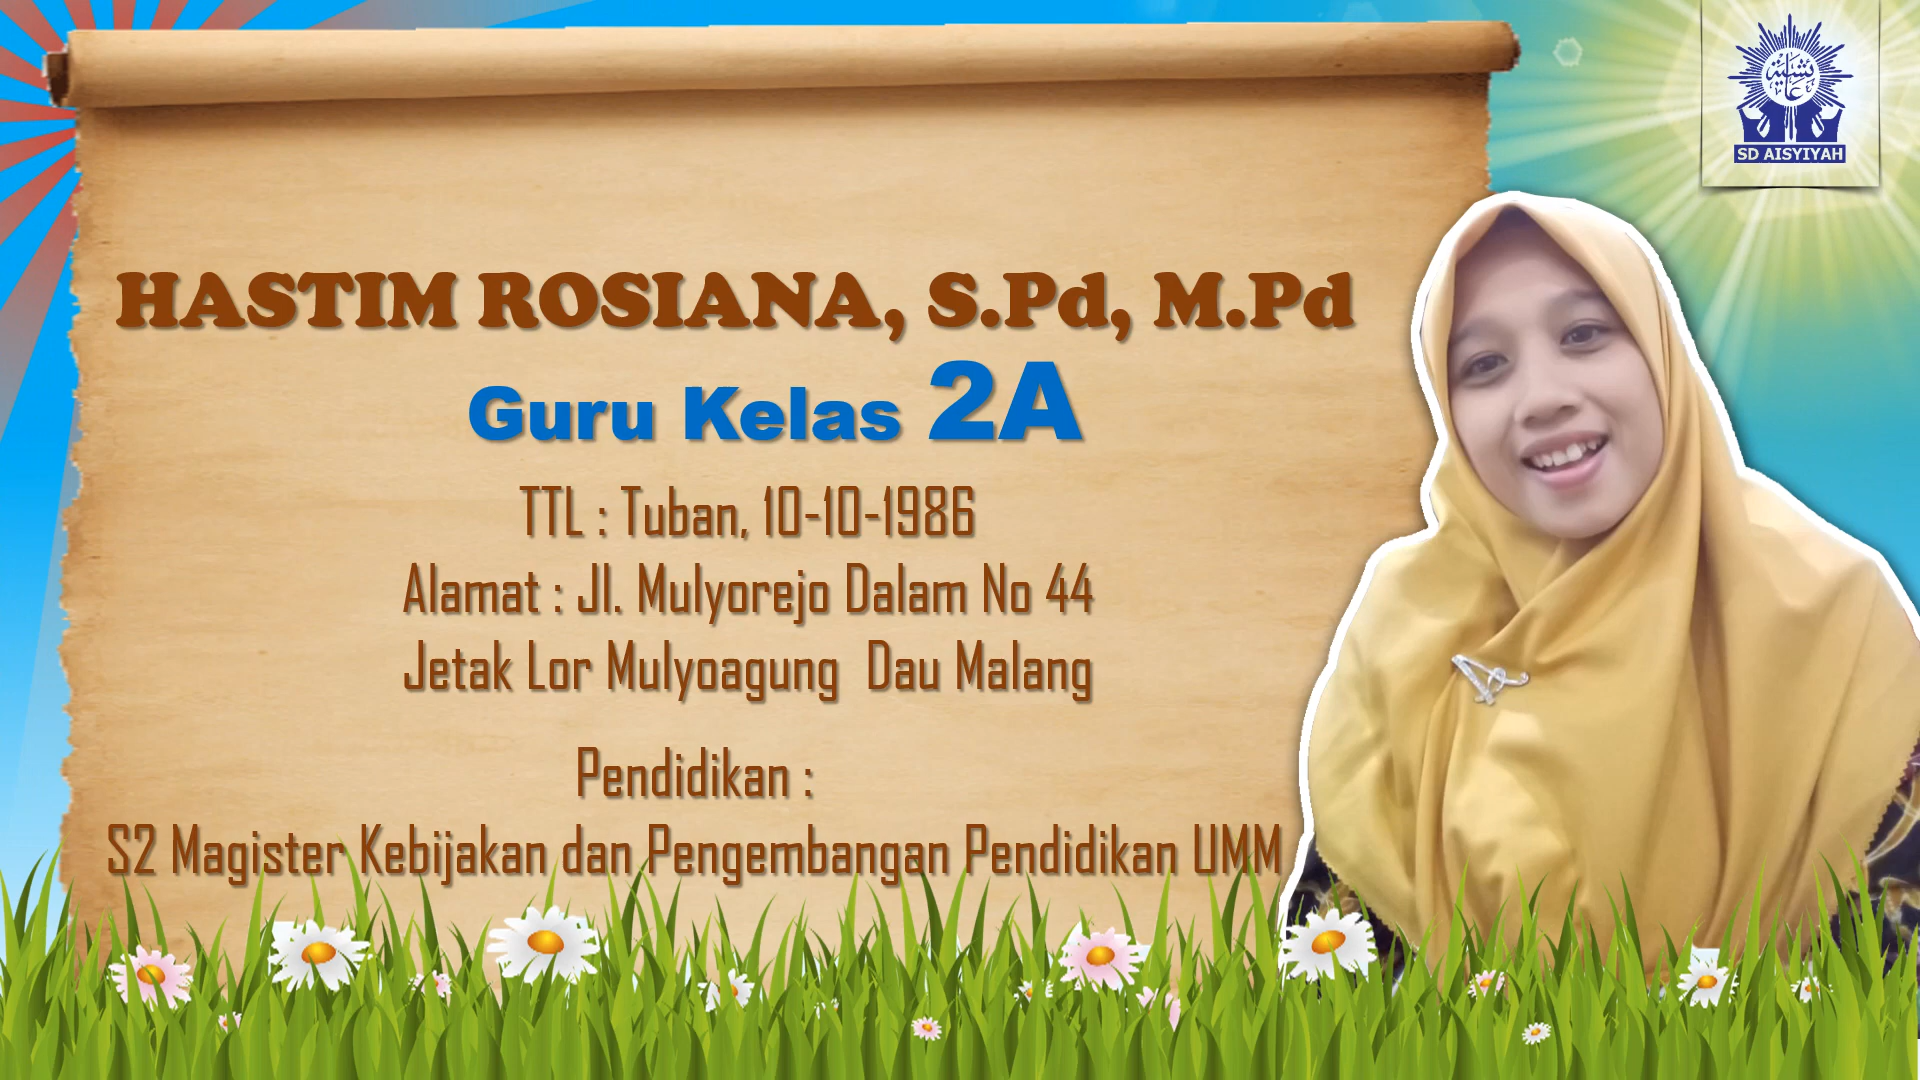 HASTIM ROSIANA, S.Pd, M.Pd
Guru Kelas 2A
TTL : Tuban, 10-10-1986
Alamat : Jl. Mulyorejo Dalam No 44
Jetak Lor Mulyoagung Dau Malang
Pendidikan :
S2 Magister Kebijakan dan Pengembangan Pendidikan UMM
عائشية
SD AISYIYAH